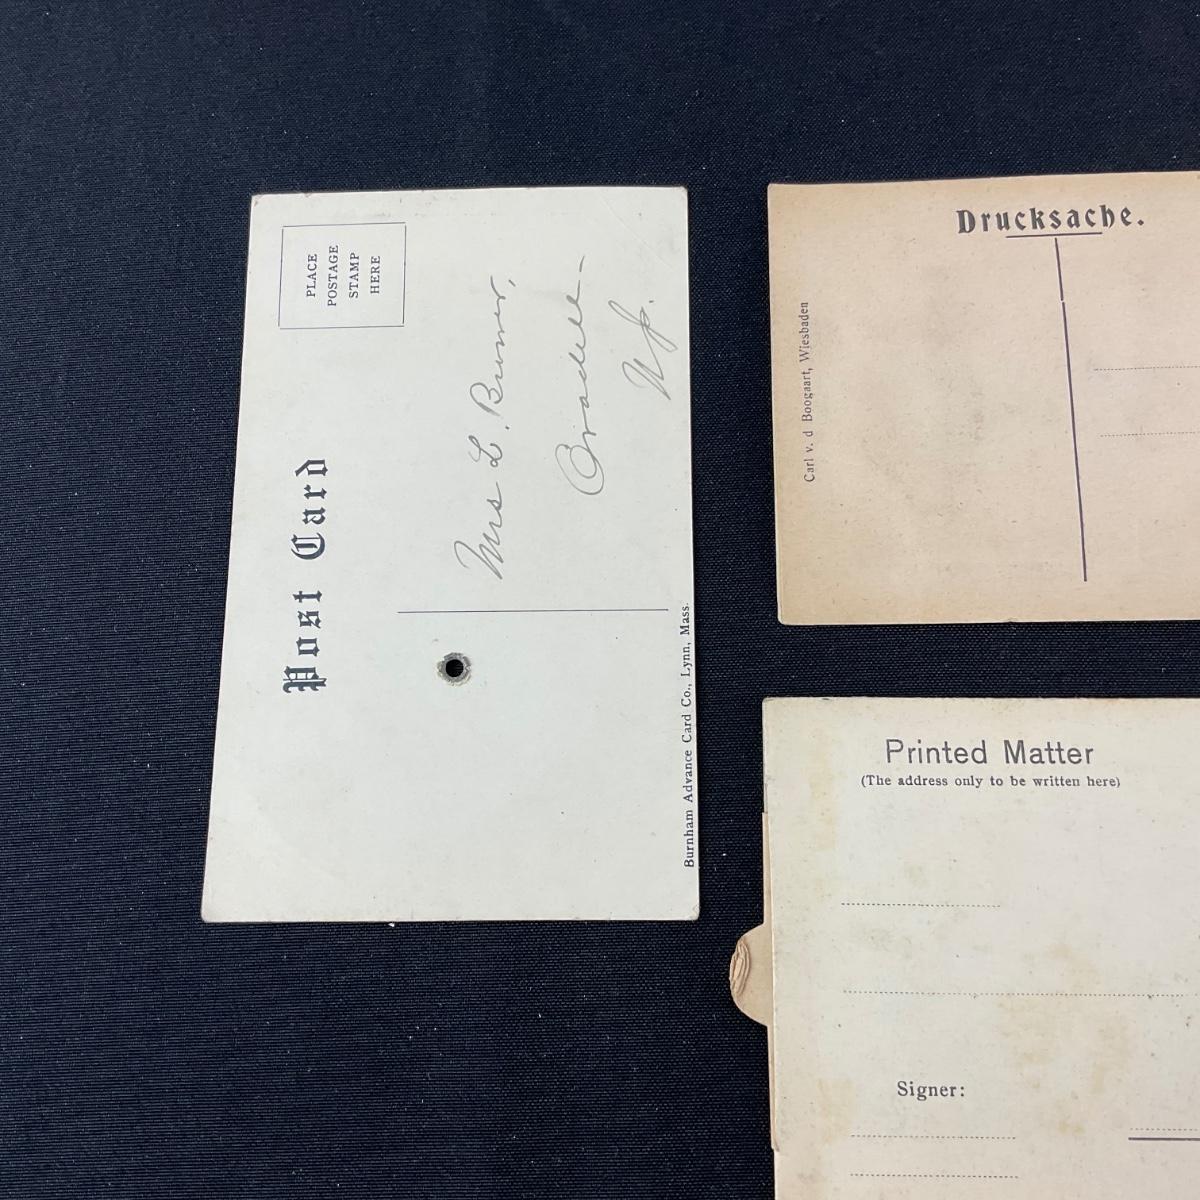 PLACE
POSTAGE
STAMP
HERE
Post Card
Mrs L.
Oradell-
N.J.
Burnham Advance Card Co., Lynn, Mass.
Drucksache.
Carl v. d Boogaart, Wiesbaden
Printed Matter
(The address only to be written here)
Signer: